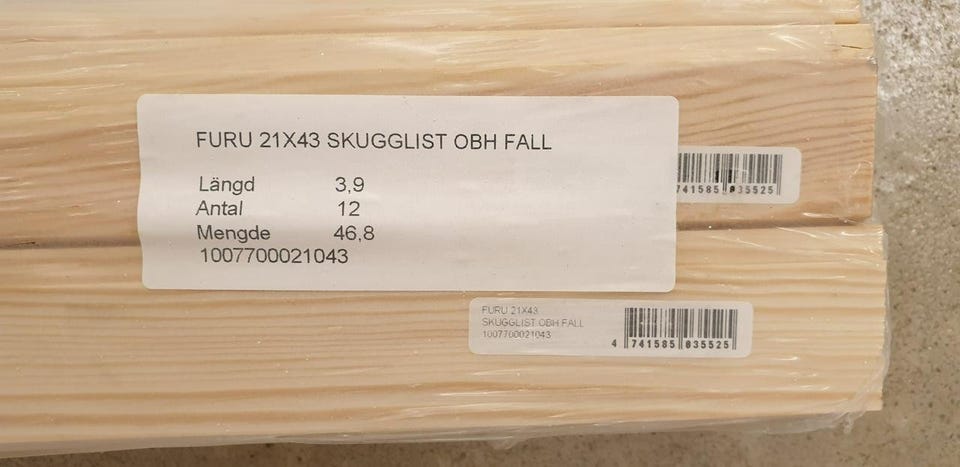 FURU 21X43 SKUGGLIST OBH FALL
Längd 3,9
Antal 12
Mengde 46,8
1007700021043
741585 835525
FURU 21X43
SKUGGLIST OBH FALL
1007700021043
4 741585 835525